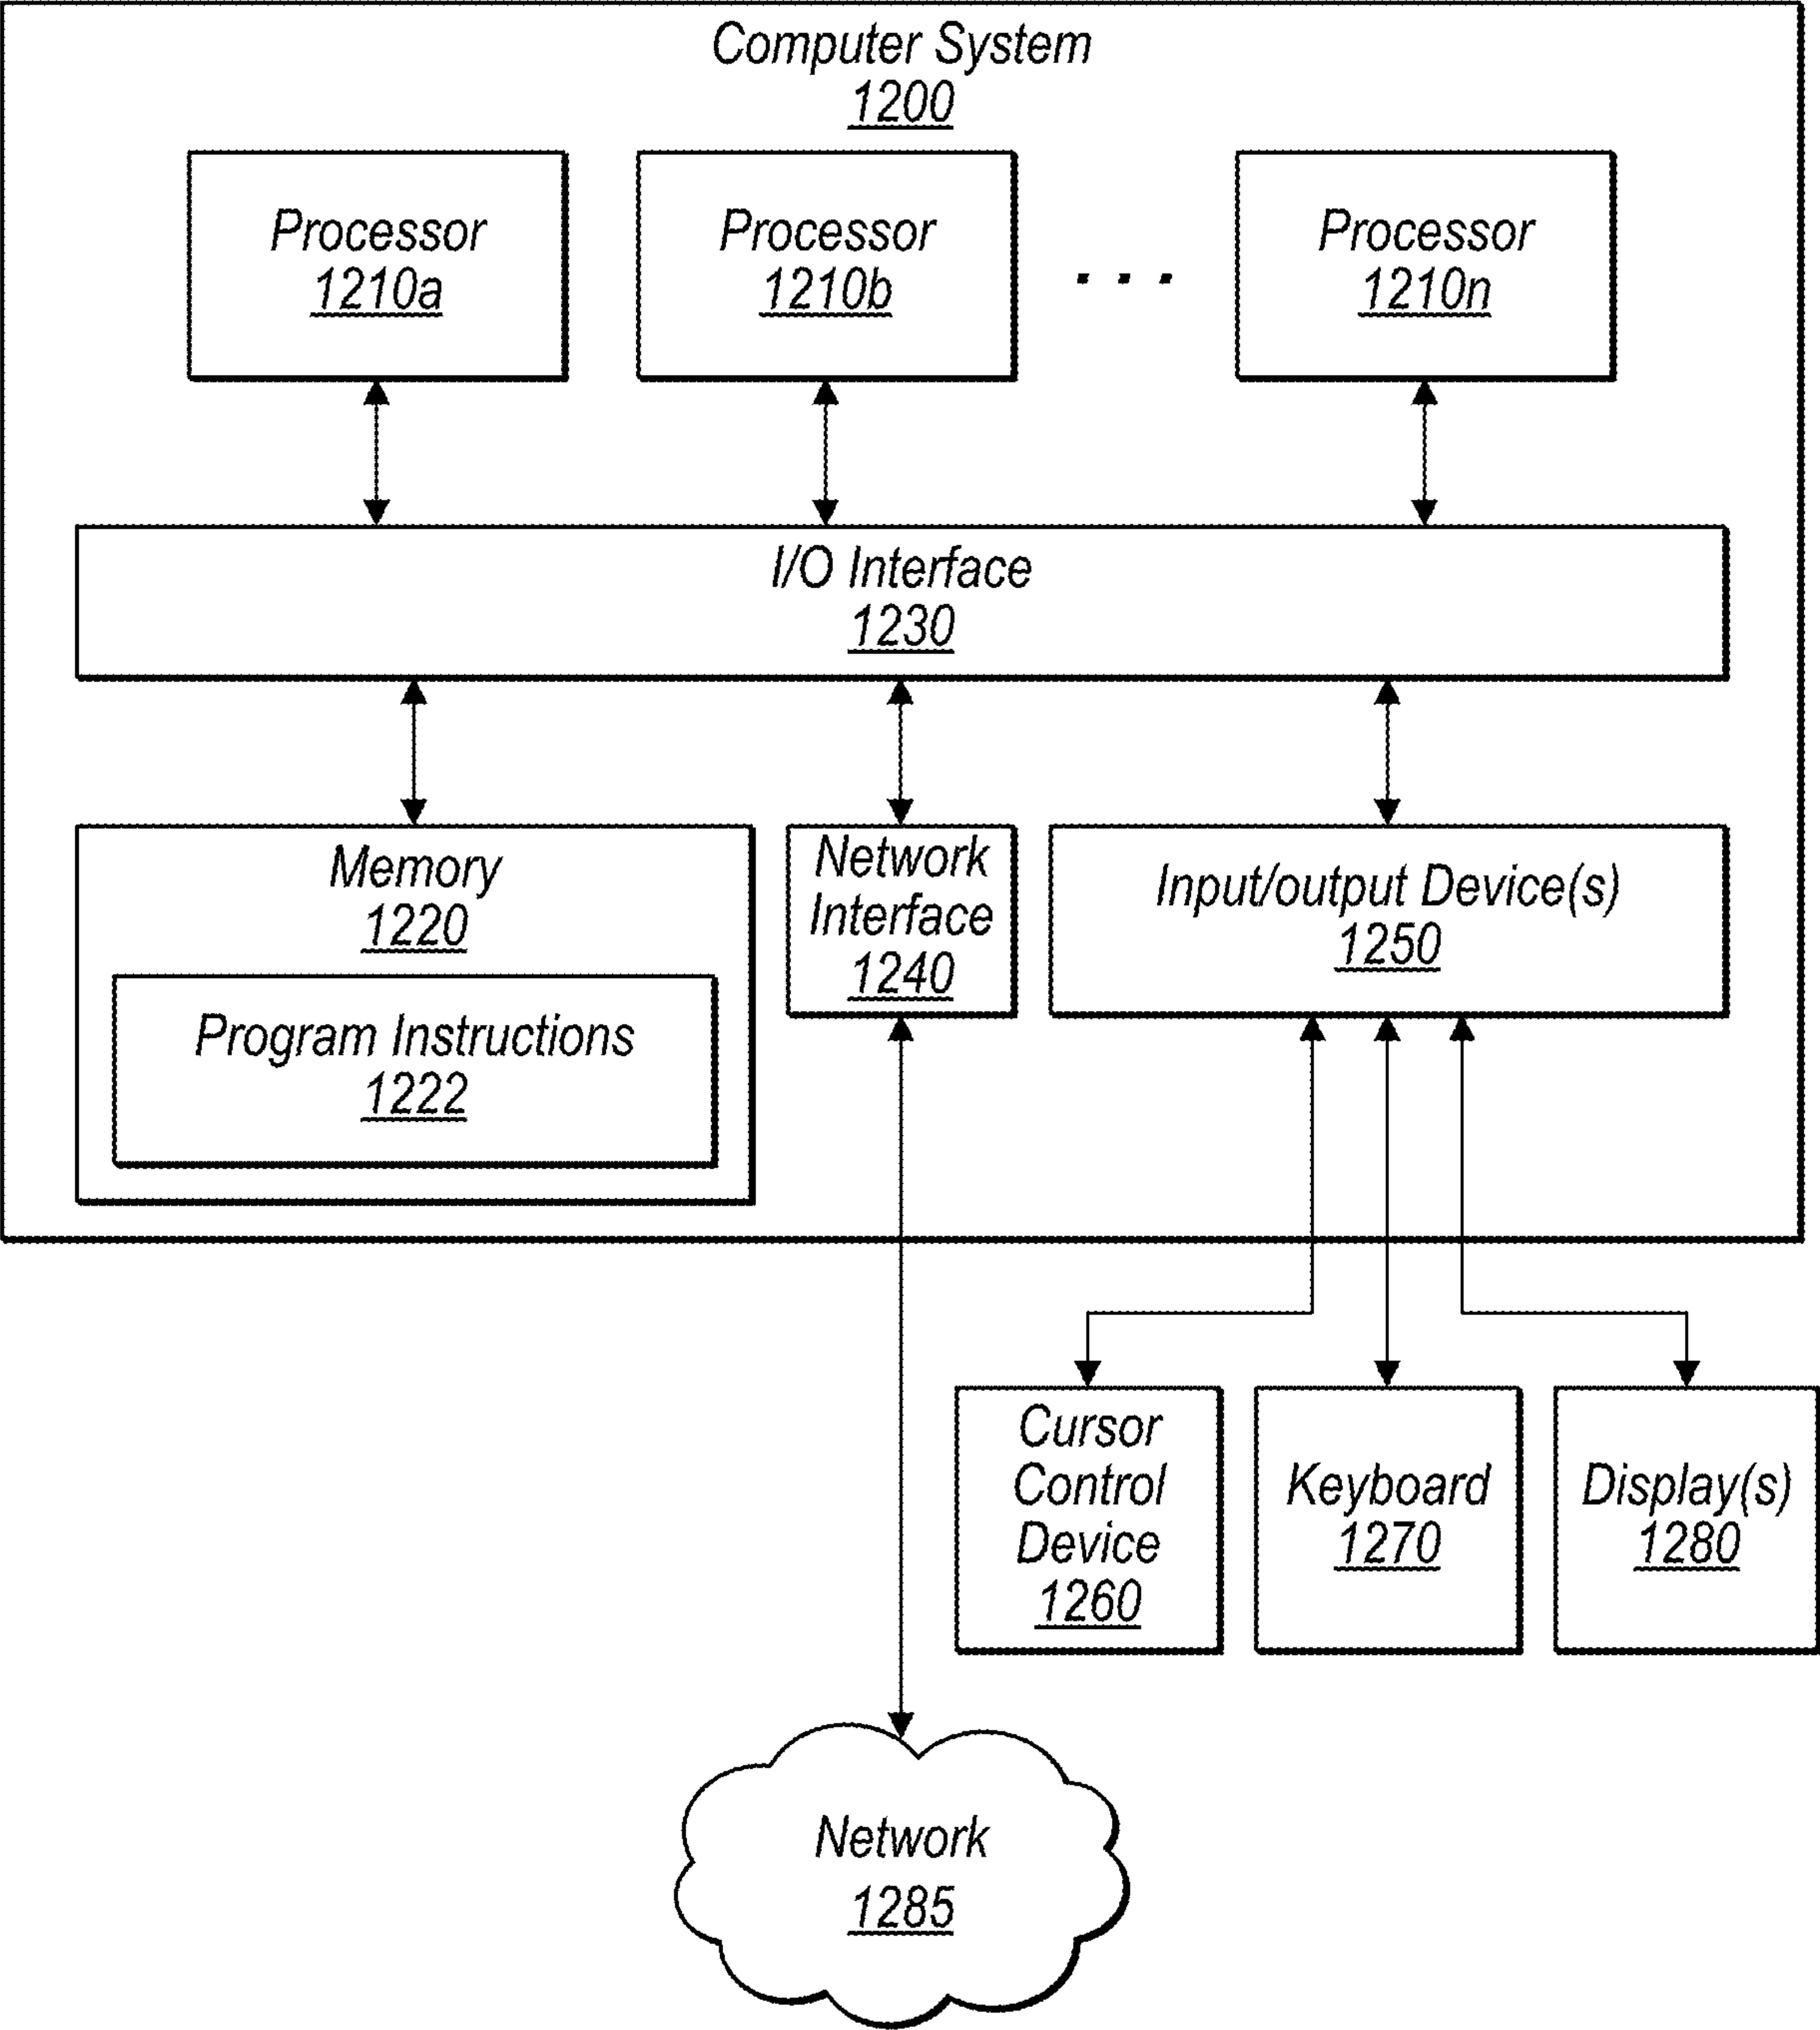 Computer System
1200
Processor
1210a
Processor
1210b
. . .
Processor
1210n
I/O Interface
1230
Memory
1220
Program Instructions
1222
Network
Interface
1240
Input/output Device(s)
1250
Cursor
Control
Device
1260
Keyboard
1270
Display(s)
1280
Network
1285